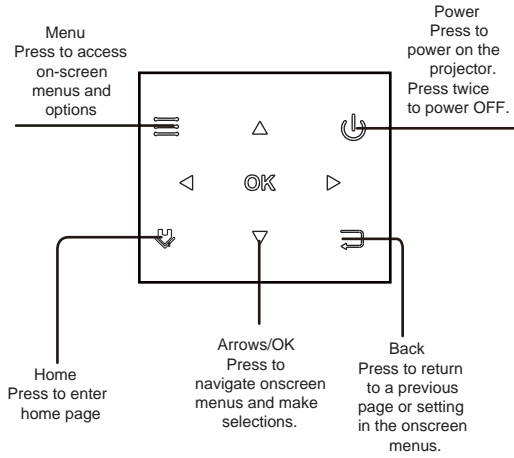 Menu
Press to access
on-screen
menus and
options
Power
Press to
power on the
projector.
Press twice
to power OFF.
OK
Home
Press to enter
home page
Arrows/OK
Press to
navigate onscreen
menus and make
selections.
Back
Press to return
to a previous
page or setting
in the onscreen
menus.